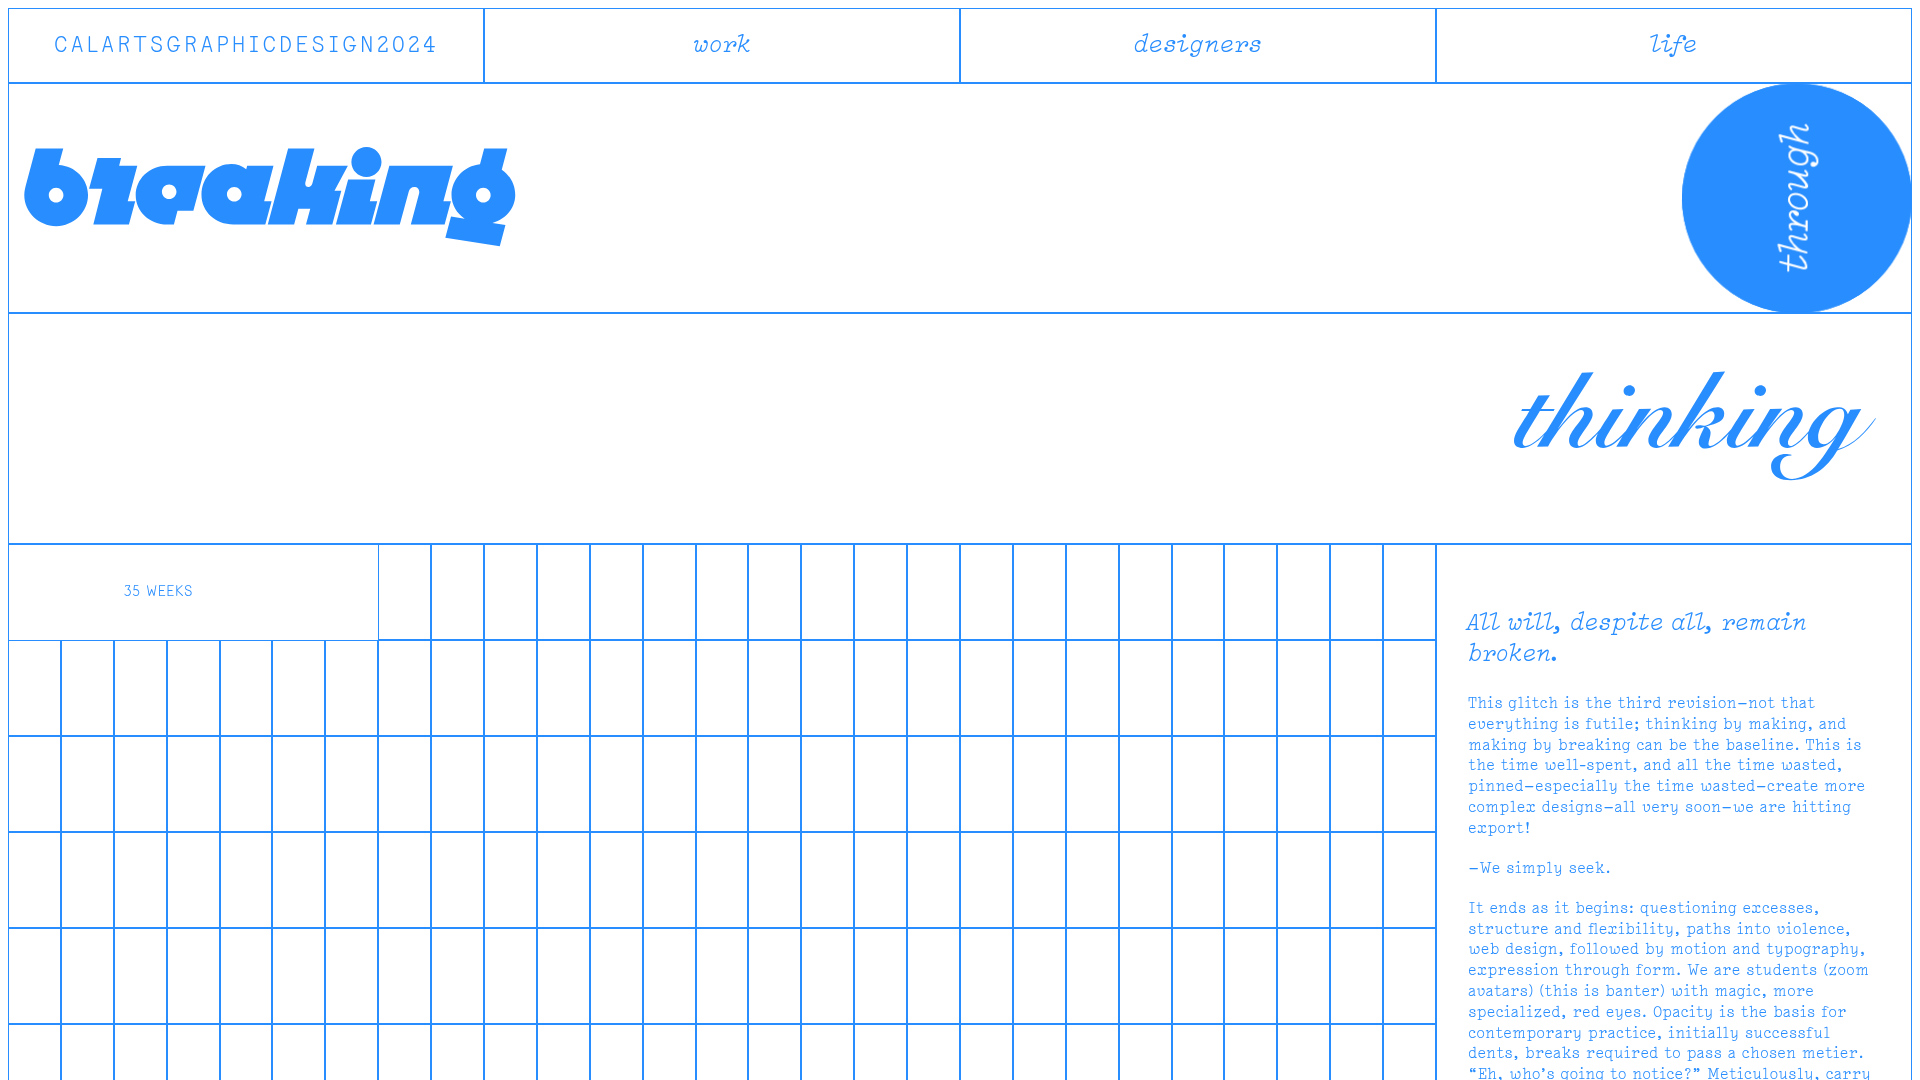 CALARTSGRAPHICDESIGN2024
work
designers
life
breaking
through
thinking
35 WEEKS
All will, despite all, remain
broken.
This glitch is the third revision—not that
everything is futile; thinking by making, and
making by breaking can be the baseline. This is
the time well-spent, and all the time wasted,
pinned—especially the time wasted—create more
complex designs—all very soon—we are hitting
export!
—We simply seek.
It ends as it begins: questioning excesses,
structure and flexibility, paths into violence,
web design, followed by motion and typography,
expression through form. We are students (zoom
avatars) (this is banter) with magic, more
specialized, red eyes. Opacity is the basis for
contemporary practice, initially successful
dents, breaks required to pass a chosen metier.
“Eh, who’s going to notice?” Meticulously, carry